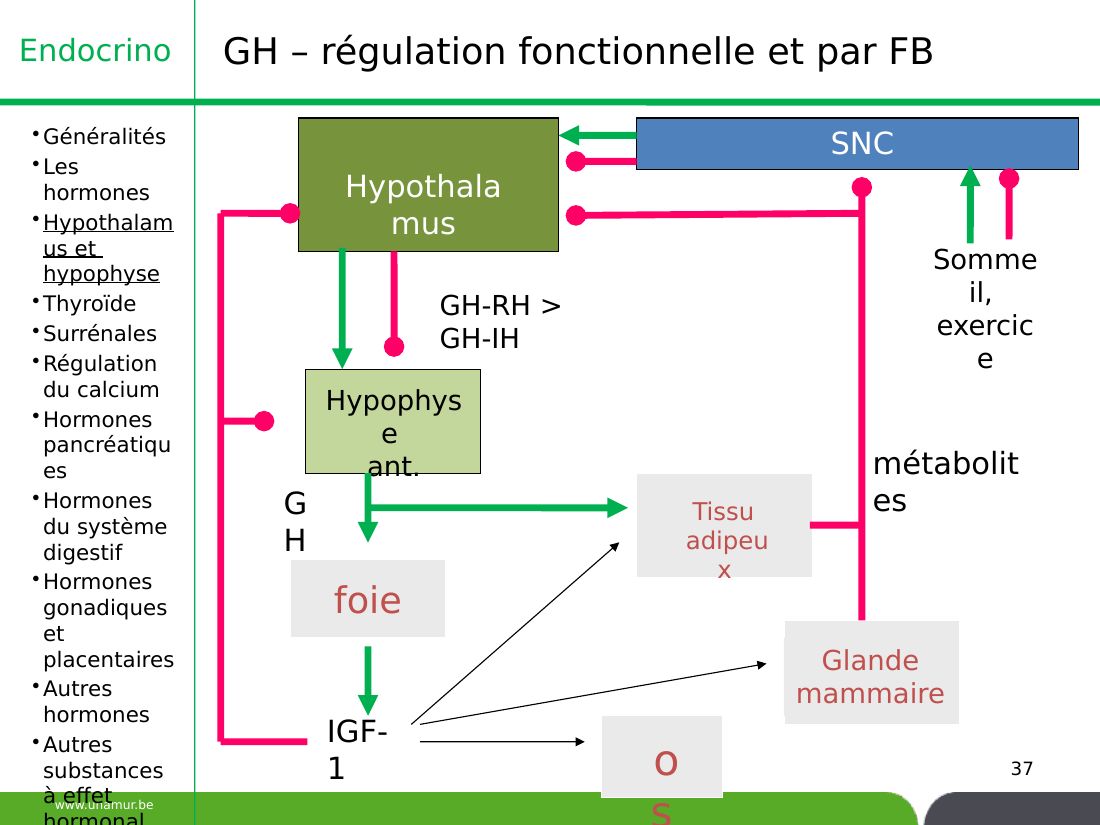 Endocrino
GH – régulation fonctionnelle et par FB
•Généralités
•Les
hormones
•Hypothalam
us et
hypophyse
•Thyroïde
•Surrénales
•Régulation
du calcium
•Hormones
pancréatiqu
es
•Hormones
du système
digestif
•Hormones
gonadiques
et
placentaires
•Autres
hormones
•Autres
substances
à effet
hormonal
SNC
Hypothala
mus
Somme
il,
exercic
e
GH-RH >
GH-IH
Hypophys
e
ant.
métabolit
es
G
H
Tissu
adipeu
x
foie
Glande
mammaire
IGF-
1
o
s
37
www.unamur.be